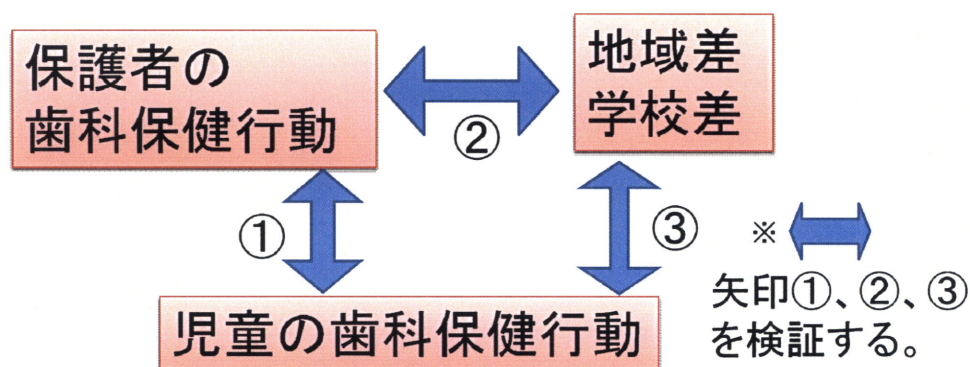 保護者の
歯科保健行動
地域差
学校差
②
①
③
※
矢印①、②、③
を検証する。
児童の歯科保健行動